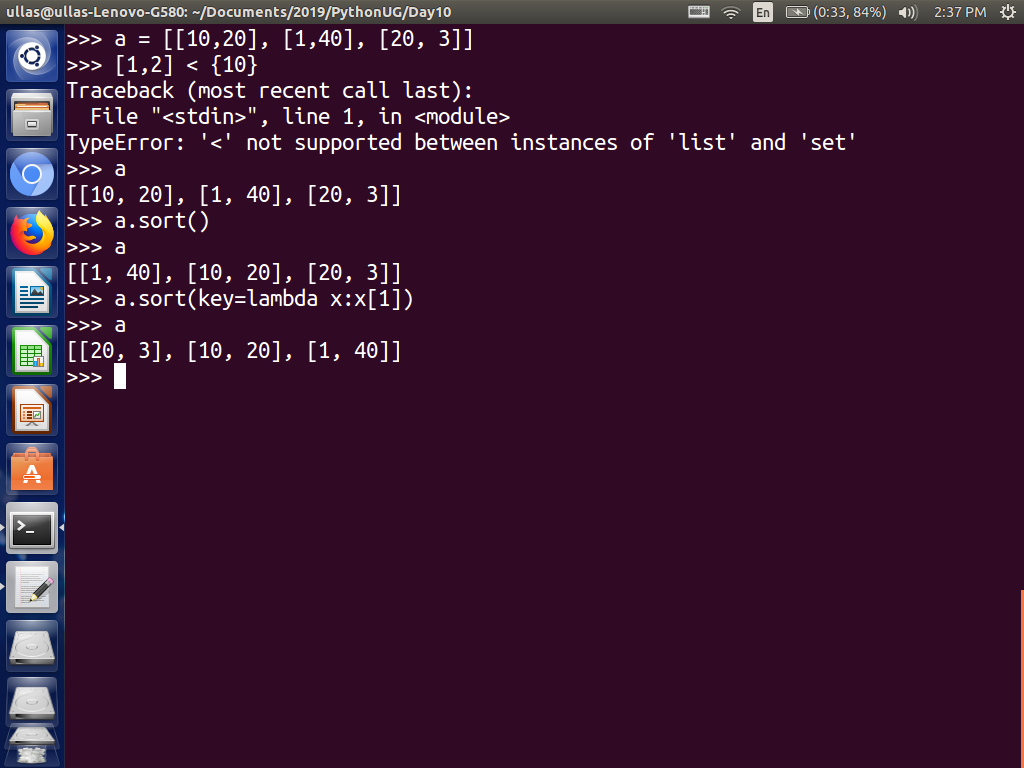 ullas@ullas-Lenovo-G580: ~/Documents/2019/PythonUG/Day10
En
(0:33, 84%)
2:37 PM
>>> a = [[10,20], [1,40], [20, 3]]
>>> [1,2] < {10}
Traceback (most recent call last):
  File "<stdin>", line 1, in <module>
TypeError: '<' not supported between instances of 'list' and 'set'
>>> a
[[10, 20], [1, 40], [20, 3]]
>>> a.sort()
>>> a
[[1, 40], [10, 20], [20, 3]]
>>> a.sort(key=lambda x:x[1])
>>> a
[[20, 3], [10, 20], [1, 40]]
>>>